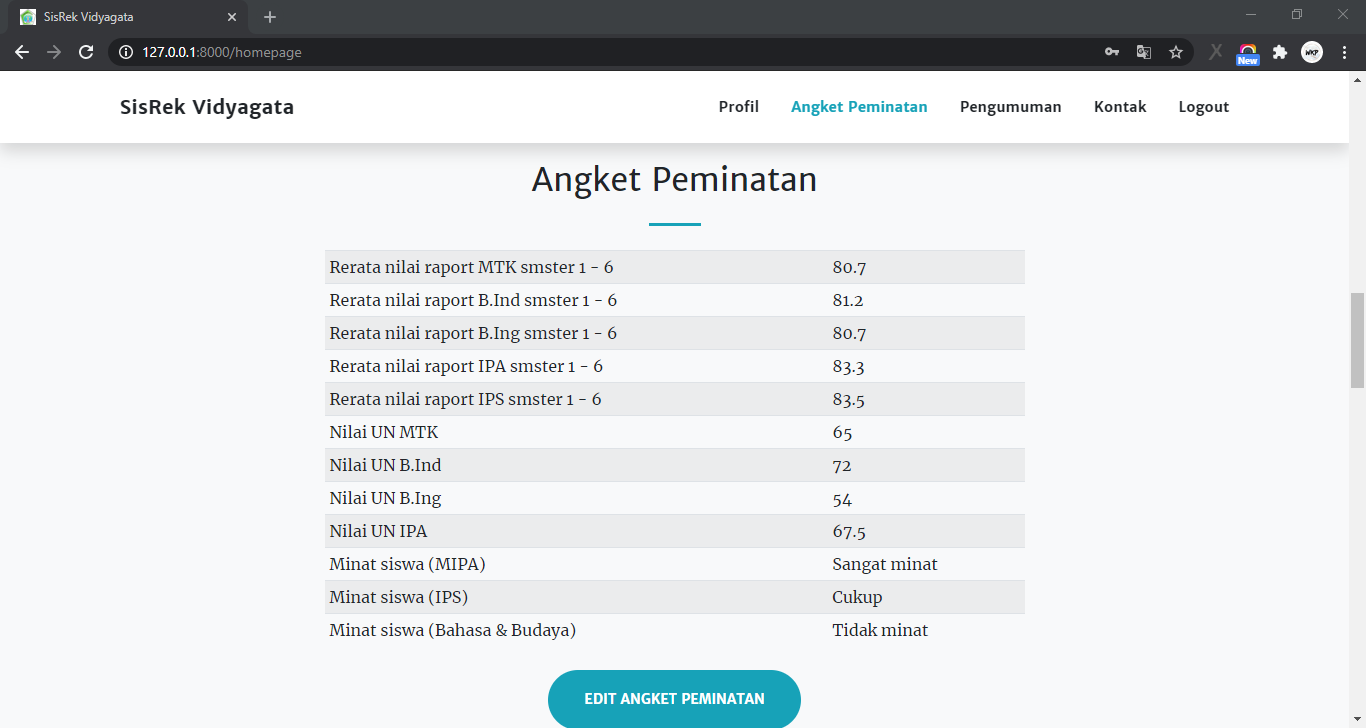 SisRek Vidyagata
127.0.0.1:8000/homepage
WKP
New
SisRek Vidyagata
Profil Angket Peminatan Pengumuman Kontak Logout
Angket Peminatan
Rerata nilai raport MTK smster 1 - 6 80.7
Rerata nilai raport B.Ind smster 1 - 6 81.2
Rerata nilai raport B.Ing smster 1 - 6 80.7
Rerata nilai raport IPA smster 1 - 6 83.3
Rerata nilai raport IPS smster 1 - 6 83.5
Nilai UN MTK 65
Nilai UN B.Ind 72
Nilai UN B.Ing 54
Nilai UN IPA 67.5
Minat siswa (MIPA) Sangat minat
Minat siswa (IPS) Cukup
Minat siswa (Bahasa & Budaya) Tidak minat
EDIT ANGKET PEMINATAN